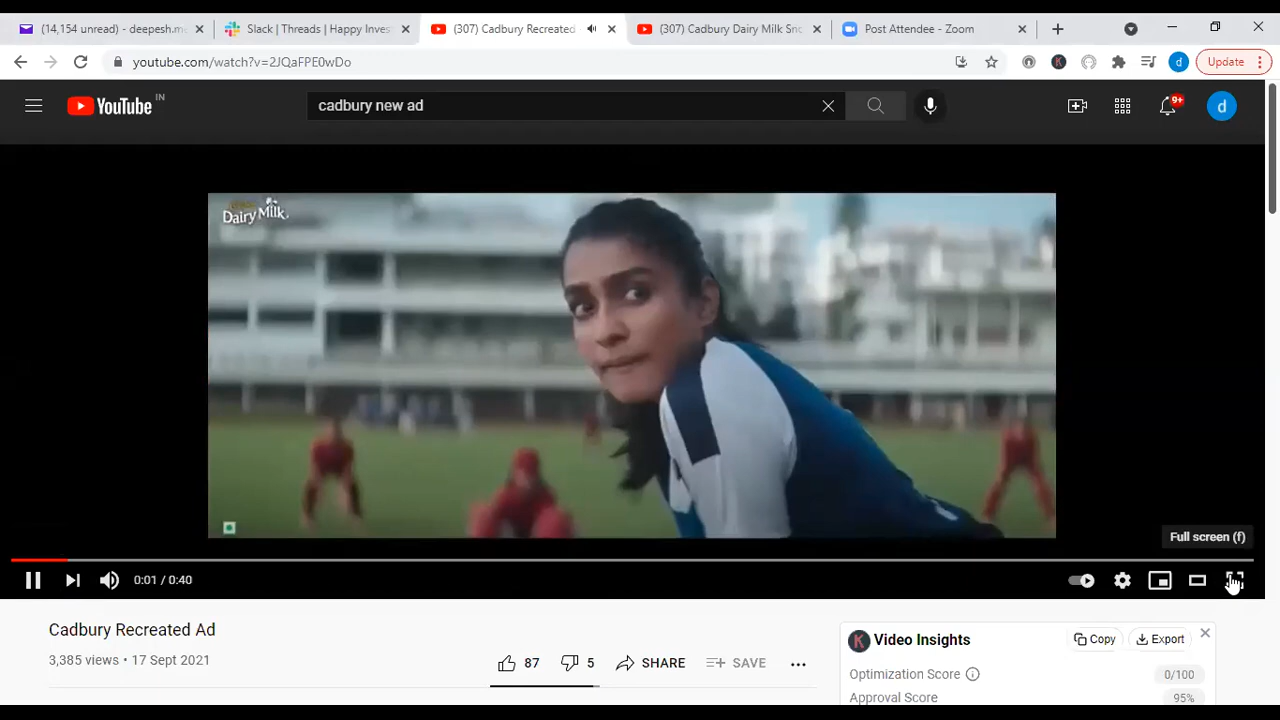 (14,154 unread) - deepesh.m
Slack | Threads | Happy Inves
(307) Cadbury Recreated
(307) Cadbury Dairy Milk Sn
Post Attendee - Zoom
youtube.com/watch?v=2JQaFPE0wDo
d
Update
YouTube IN
cadbury new ad
9+
d
Dairy Milk
Full screen (f)
0:01 / 0:40
Cadbury Recreated Ad
3,385 views • 17 Sept 2021
87
5
SHARE
SAVE
K Video Insights
Copy
Export
Optimization Score
0/100
Approval Score
95%